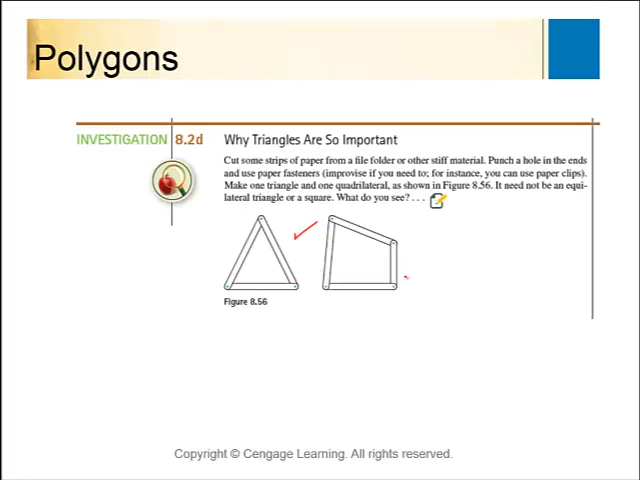 Polygons
INVESTIGATION 8.2d Why Triangles Are So Important
Cut some strips of paper from a file folder or other stiff material. Punch a hole in the ends
and use paper fasteners (improvise if you need to; for instance, you can use paper clips).
Make one triangle and one quadrilateral, as shown in Figure 8.56. It need not be an equi-
lateral triangle or a square. What do you see? . . .
Figure 8.56
Copyright © Cengage Learning. All rights reserved.